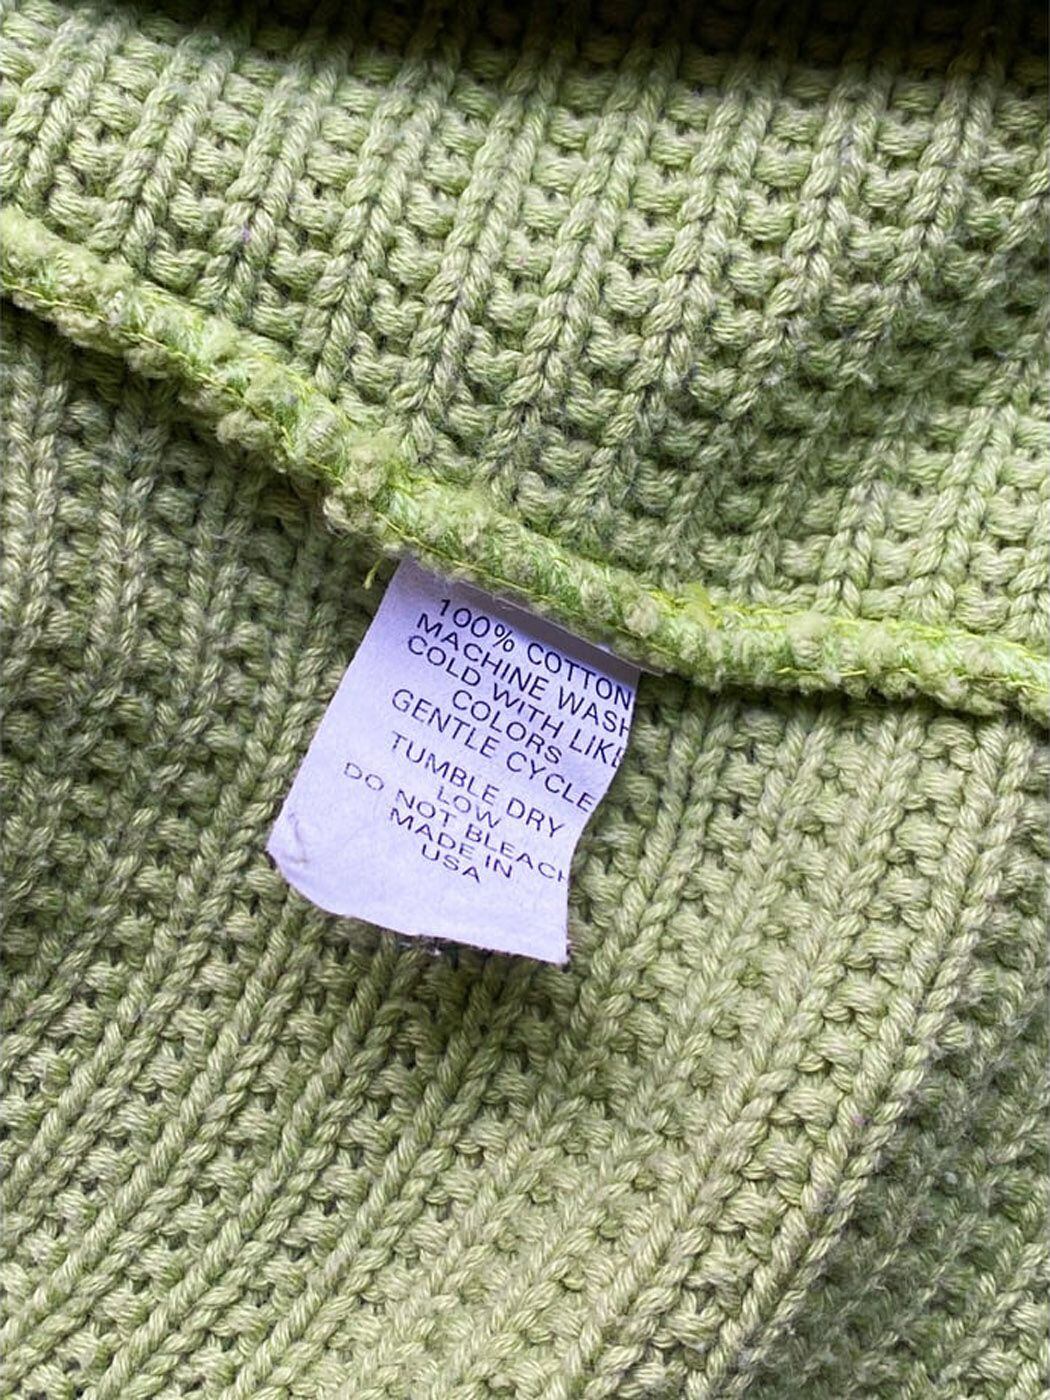 100% COTTON
MACHINE WASH
COLD WITH LIKE
COLORS
GENTLE CYCLE
TUMBLE DRY
LOW
DO NOT BLEACH
MADE IN
USA